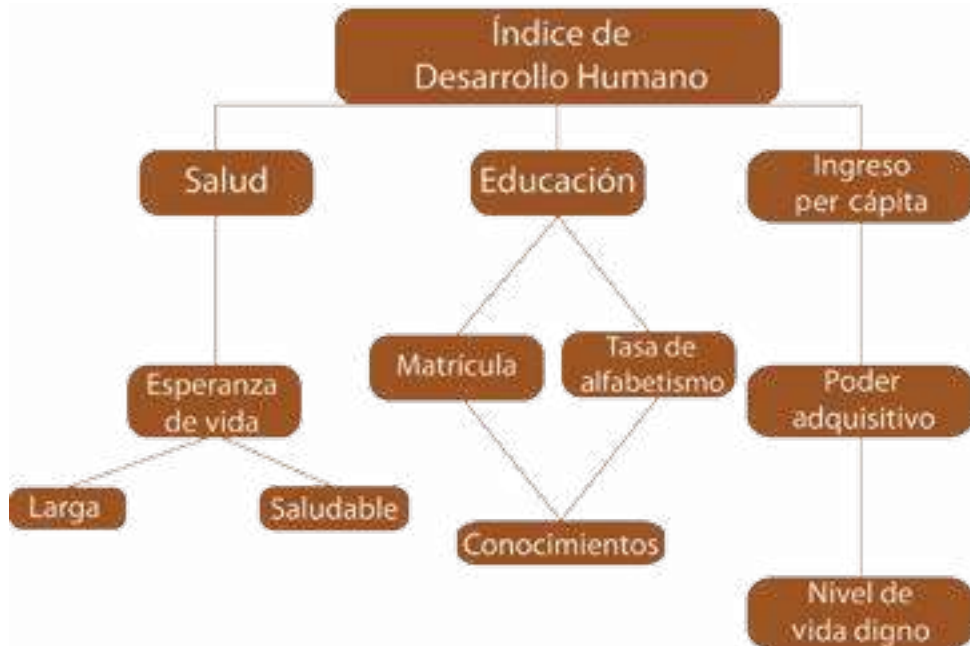 Índice de
Desarrollo Humano
Salud
Educación
Ingreso
per cápita
Matrícula
Tasa de
alfabetismo
Esperanza
de vida
Poder
adquisitivo
Larga
Saludable
Conocimientos
Nivel de
vida digno